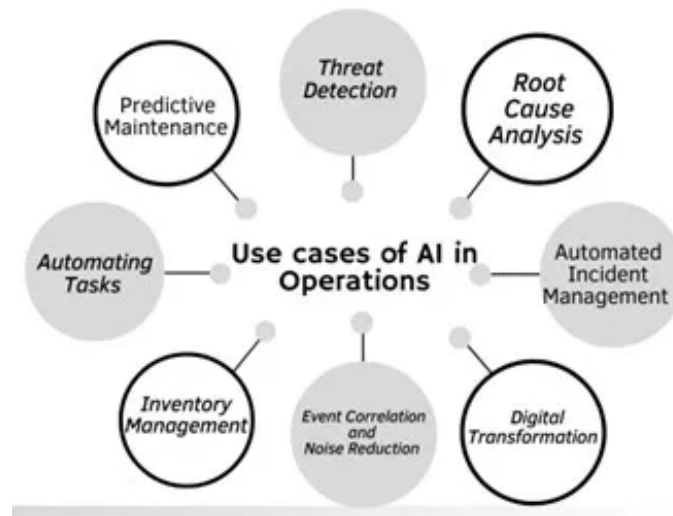 Threat
Detection
Predictive
Maintenance
Root
Cause
Analysis
Use cases of AI in
Operations
Automating
Tasks
Automated
Incident
Management
Inventory
Management
Event Correlation
and
Noise Reduction
Digital
Transformation